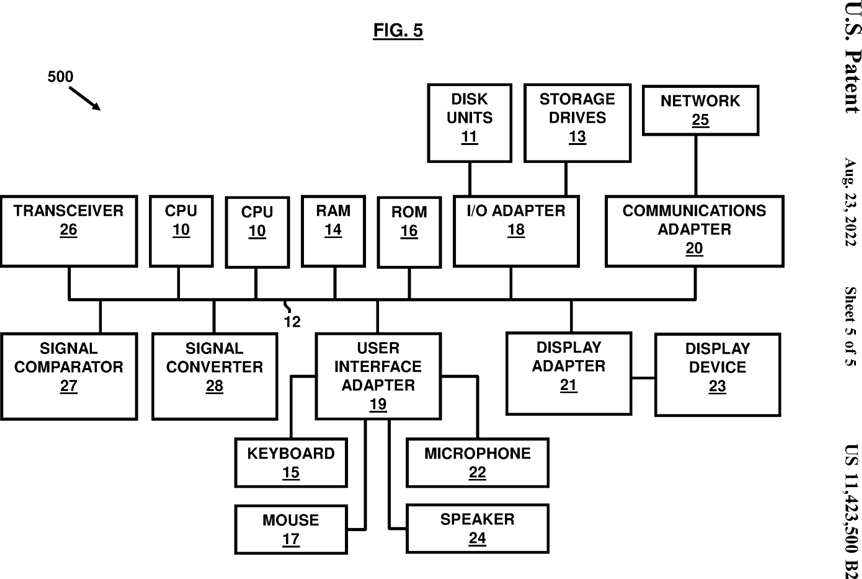 FIG. 5
500
DISK
UNITS
11
STORAGE
DRIVES
13
NETWORK
25
TRANSCEIVER
26
CPU
10
CPU
10
RAM
14
ROM
16
I/O ADAPTER
18
COMMUNICATIONS
ADAPTER
20
12
SIGNAL
COMPARATOR
27
SIGNAL
CONVERTER
28
USER
INTERFACE
ADAPTER
19
DISPLAY
ADAPTER
21
DISPLAY
DEVICE
23
KEYBOARD
15
MICROPHONE
22
MOUSE
17
SPEAKER
24
U.S. Patent
Aug. 23, 2022
Sheet 5 of 5
US 11,423,500 B2